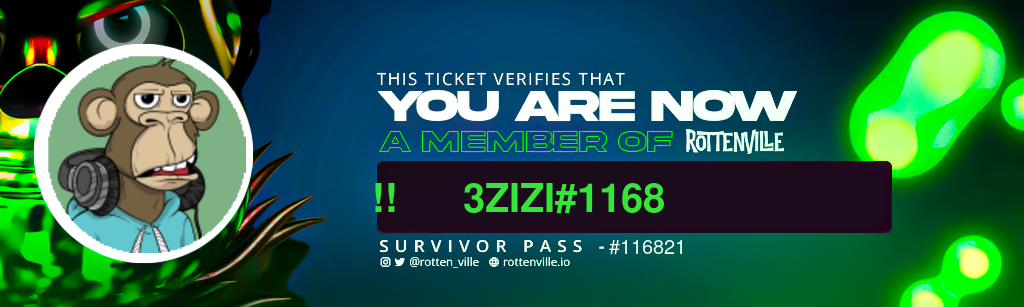 THIS TICKET VERIFIES THAT
YOU ARE NOW
A MEMBER OF ROTTENVILLE
!! 3ZIZI#1168
SURVIVOR PASS - #116821
@rotten_ville rottenville.io